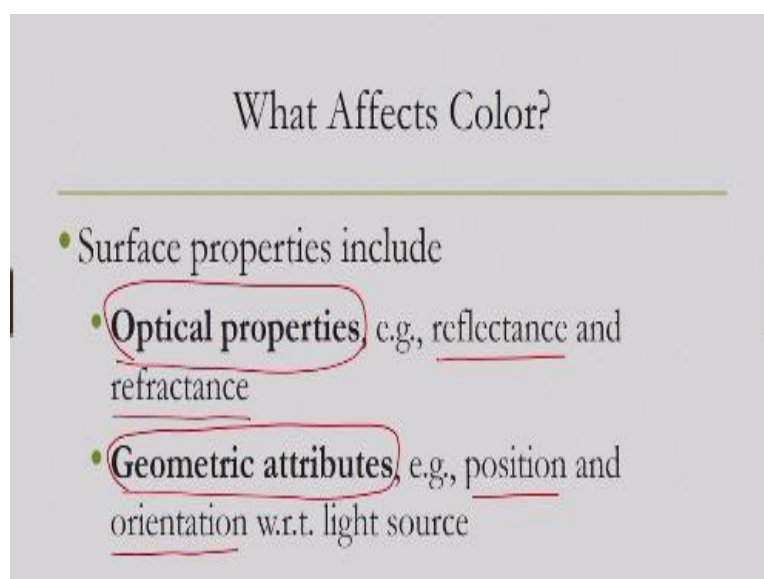 What Affects Color?
• Surface properties include
• Optical properties, e.g., reflectance and
refractance
• Geometric attributes, e.g., position and
orientation w.r.t. light source